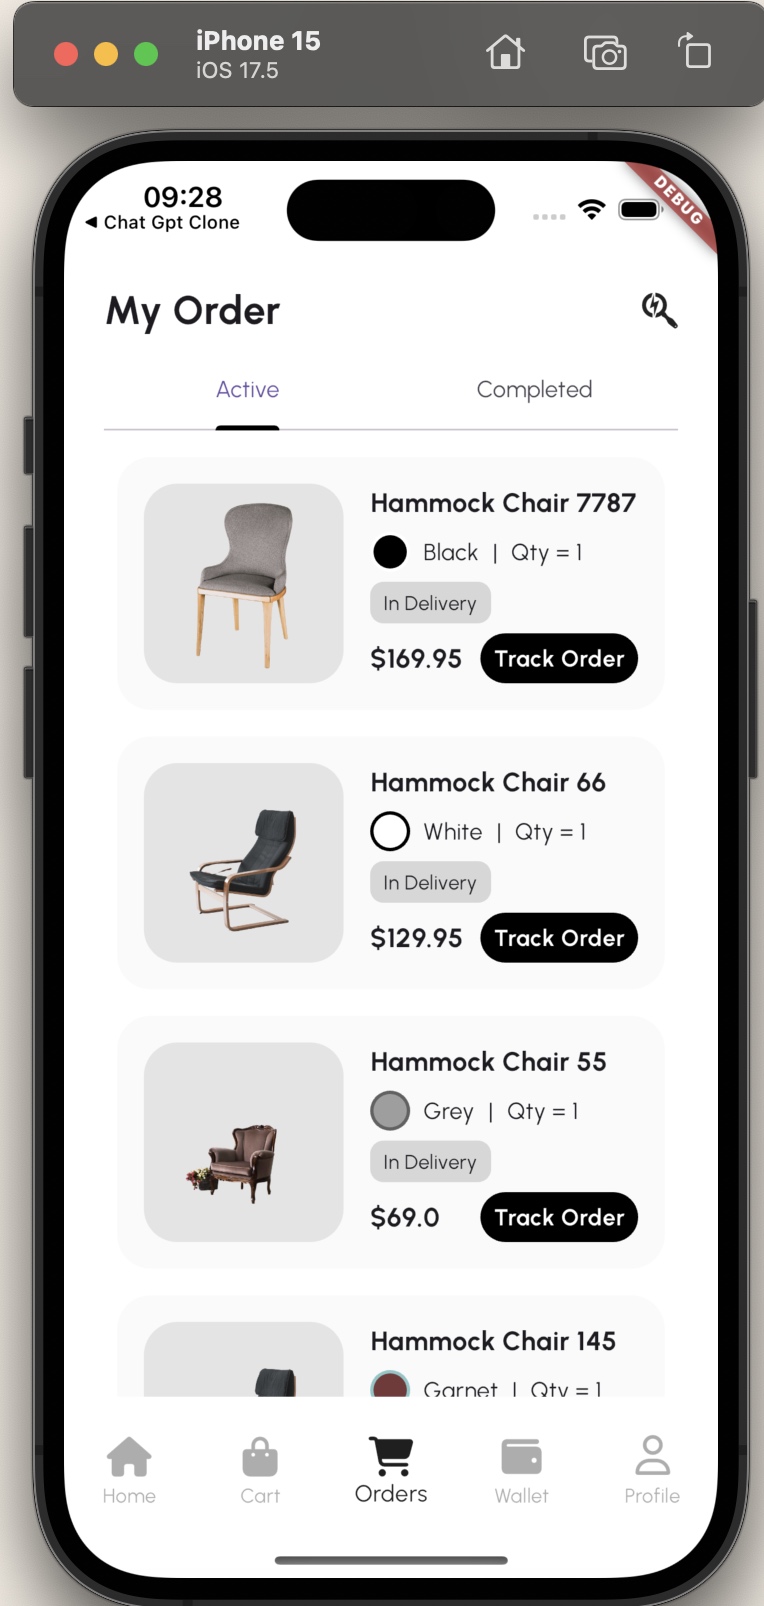 iPhone 15
iOS 17.5
09:28
◀ Chat Gpt Clone
DEBUG
My Order
Active Completed
Hammock Chair 7787
Black | Qty = 1
In Delivery
$169.95 Track Order
Hammock Chair 66
White | Qty = 1
In Delivery
$129.95 Track Order
Hammock Chair 55
Grey | Qty = 1
In Delivery
$69.0 Track Order
Hammock Chair 145
Garnet | Qty = 1
Home Cart Orders Wallet Profile